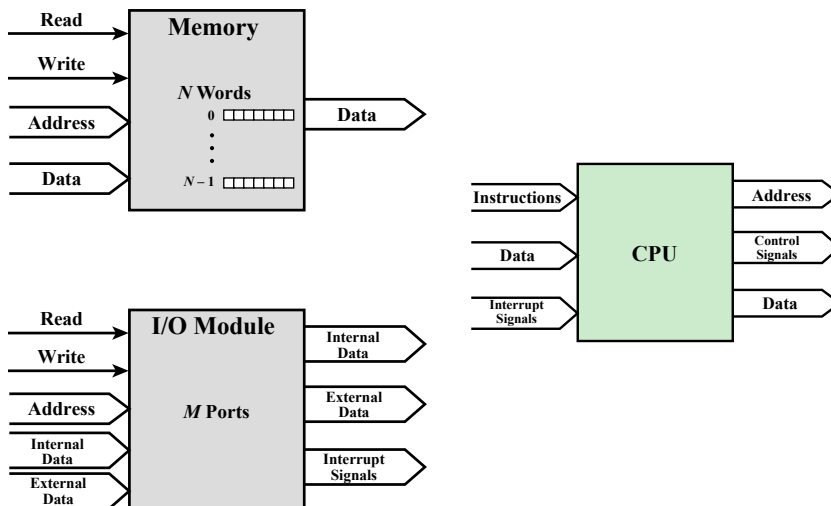 Read
Write
Address
Data
Memory
N Words
0
N – 1
Data
Instructions
Data
Interrupt
Signals
CPU
Address
Control
Signals
Data
Read
Write
Address
Internal
Data
External
Data
I/O Module
M Ports
Internal
Data
External
Data
Interrupt
Signals